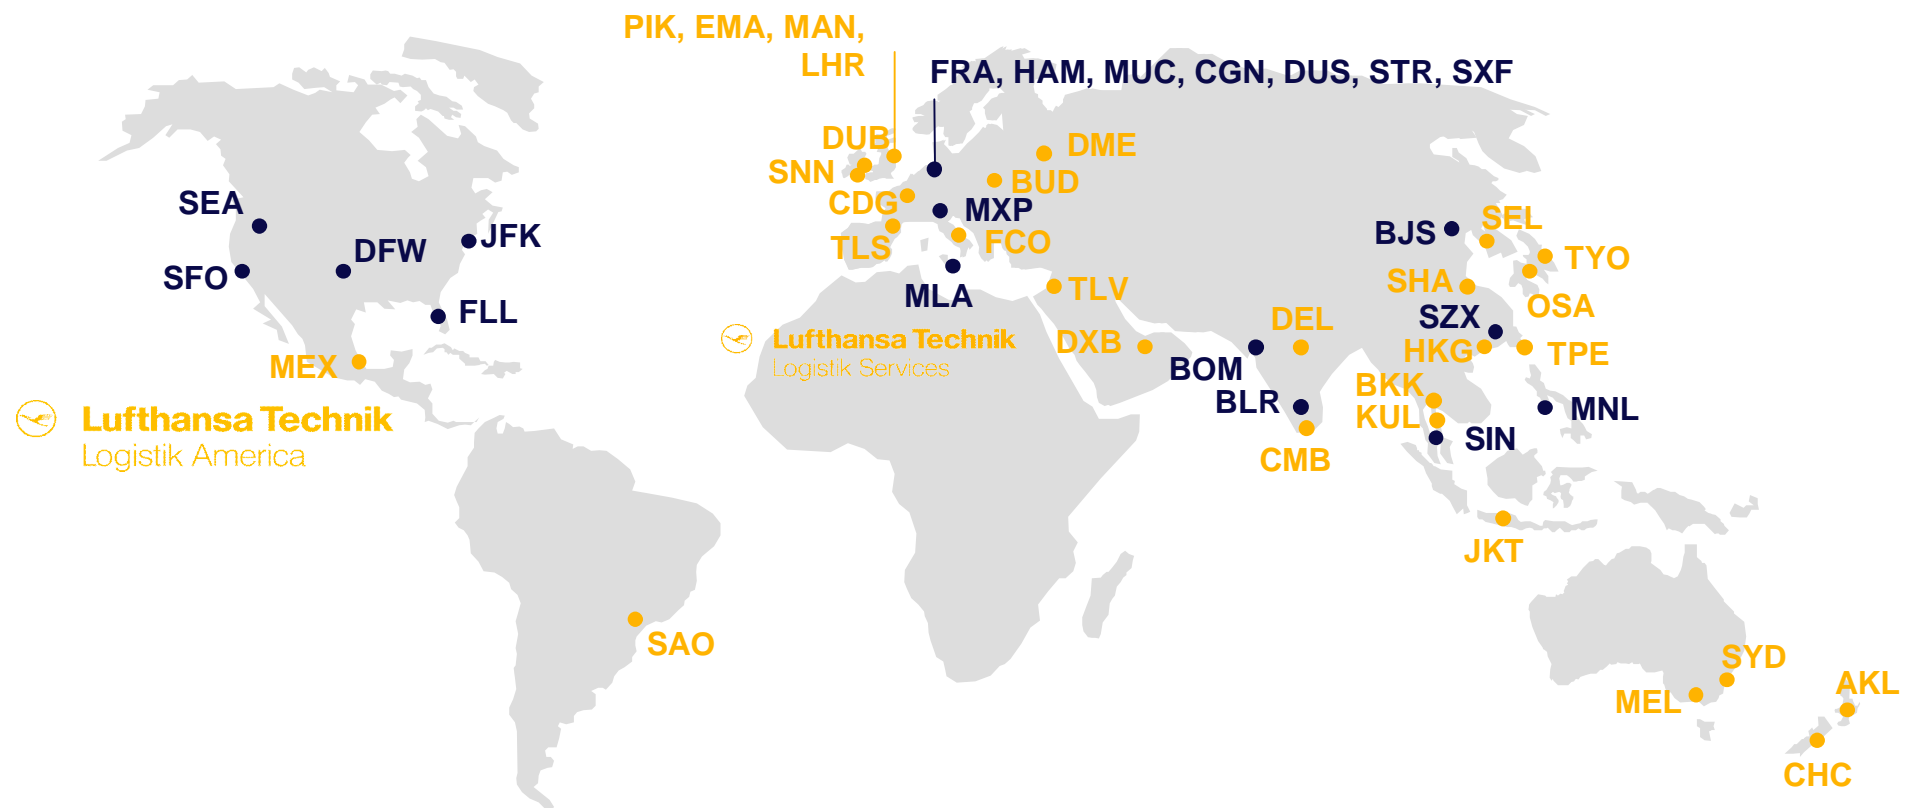 PIK, EMA, MAN,
LHR
FRA, HAM, MUC, CGN, DUS, STR, SXF
DUB
DME
SNN
BUD
CDG
MXP
SEA
JFK
DFW
TLS
FCO
BJS
SEL
SFO
TYO
MLA
TLV
SHA
OSA
FLL
SZX
DEL
Lufthansa Technik
Logistik Services
DXB
HKG
TPE
MEX
BOM
BKK
BLR
KUL
MNL
Lufthansa Technik
Logistik America
SIN
CMB
JKT
SAO
SYD
AKL
MEL
CHC